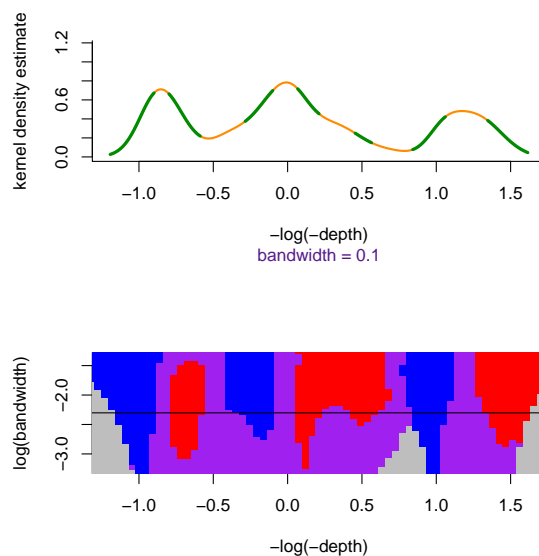 kernel density estimate
0.0 0.6 1.2
−1.0 −0.5 0.0 0.5 1.0 1.5
−log(−depth)
bandwidth = 0.1
log(bandwidth)
−3.0 −2.0
−1.0 −0.5 0.0 0.5 1.0 1.5
−log(−depth)